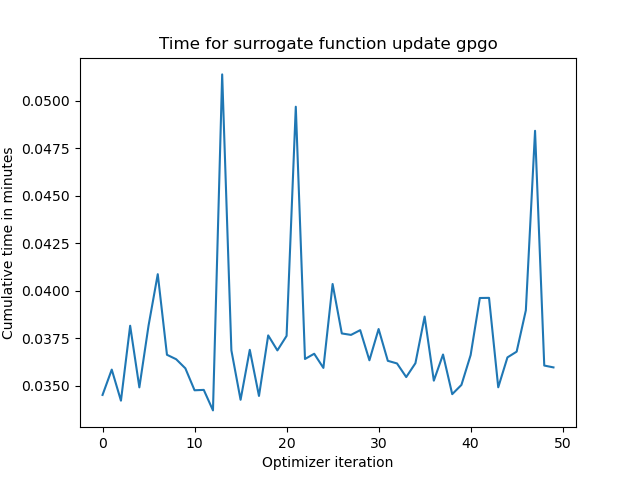 Time for surrogate function update gpgo
Cumulative time in minutes
0.0500
0.0475
0.0450
0.0425
0.0400
0.0375
0.0350
0 10 20 30 40 50
Optimizer iteration